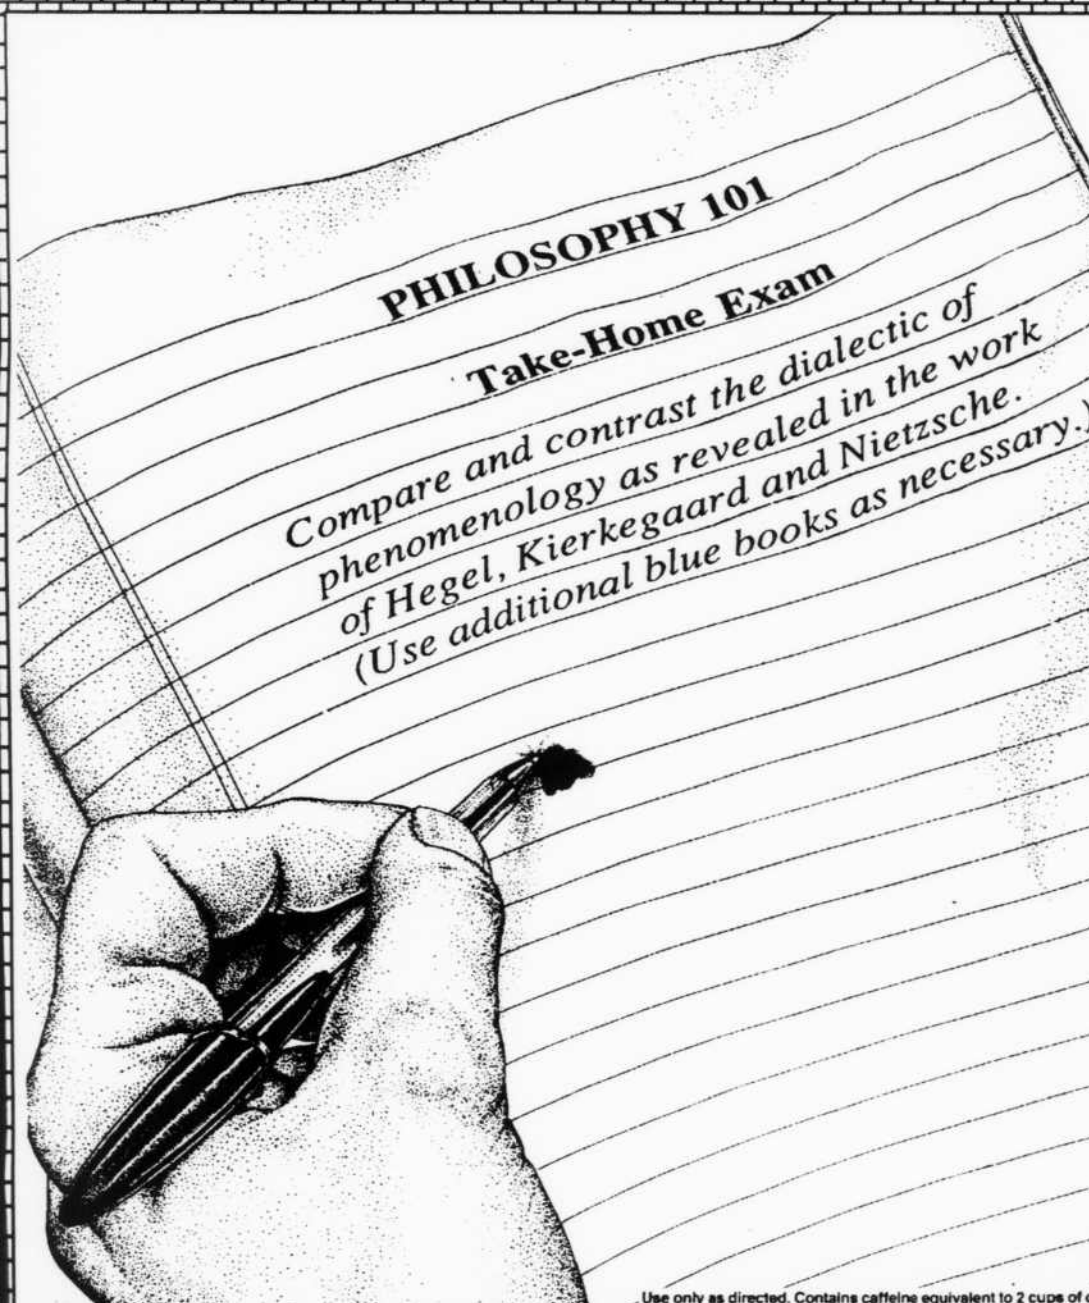 PHILOSOPHY 101
Take-Home Exam
Compare and contrast the dialectic of
phenomenology as revealed in the work
of Hegel, Kierkegaard and Nietzsche.
(Use additional blue books as necessary.)
Use only as directed. Contains caffeine equivalent to 2 cups of